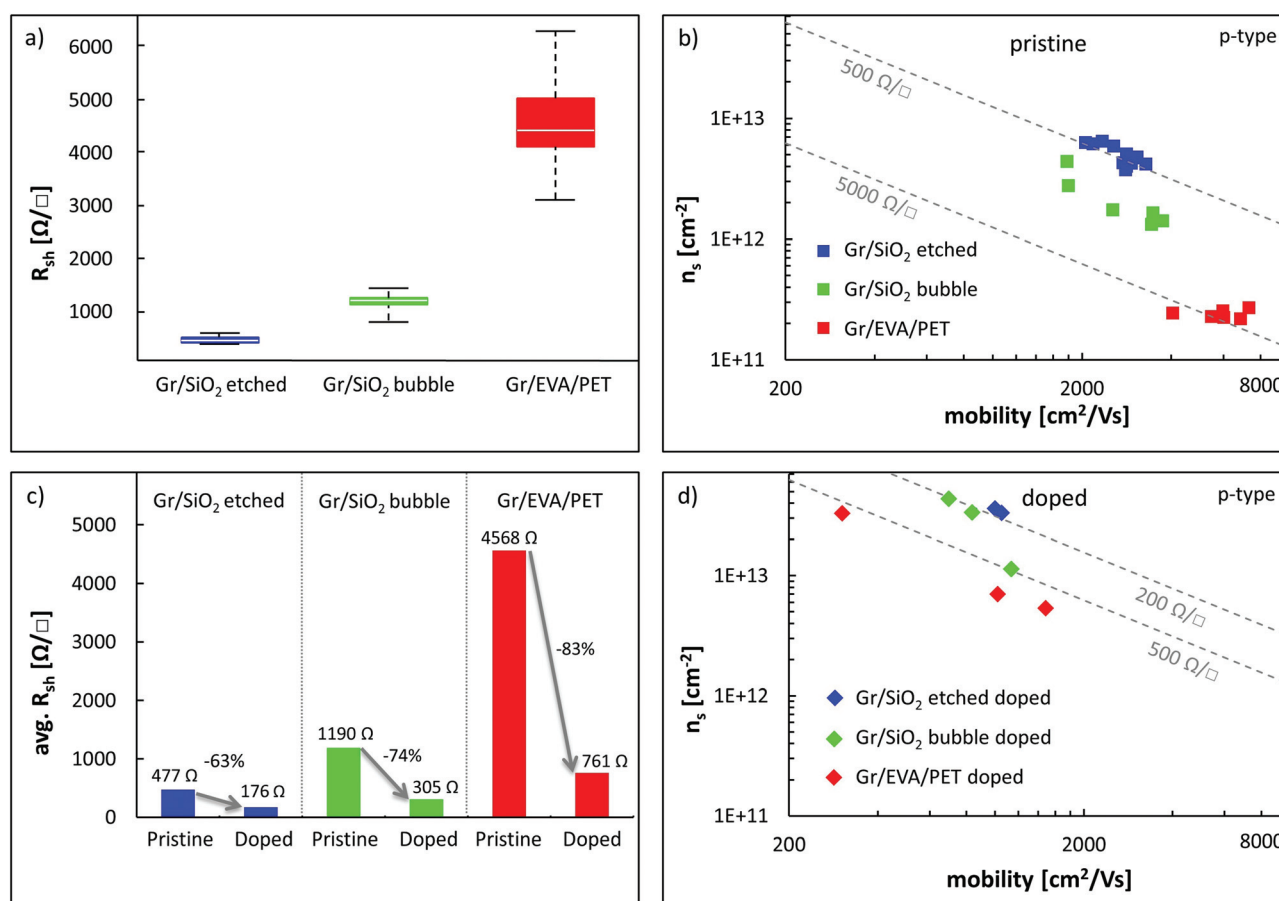 a)
6000
5000
4000
3000
2000
1000
R_sh [Ω/□]
Gr/SiO₂ etched
Gr/SiO₂ bubble
Gr/EVA/PET
b)
pristine
p-type
500 Ω/□
5000 Ω/□
1E+13
1E+12
1E+11
n_s [cm⁻²]
Gr/SiO₂ etched
Gr/SiO₂ bubble
Gr/EVA/PET
200
2000
8000
mobility [cm²/Vs]
c)
Gr/SiO₂ etched
Gr/SiO₂ bubble
Gr/EVA/PET
5000
4000
3000
2000
1000
0
avg. R_sh [Ω/□]
477 Ω
-63%
176 Ω
1190 Ω
-74%
305 Ω
4568 Ω
-83%
761 Ω
Pristine
Doped
Pristine
Doped
Pristine
Doped
d)
doped
p-type
200 Ω/□
500 Ω/□
1E+13
1E+12
1E+11
n_s [cm⁻²]
Gr/SiO₂ etched doped
Gr/SiO₂ bubble doped
Gr/EVA/PET doped
200
2000
8000
mobility [cm²/Vs]